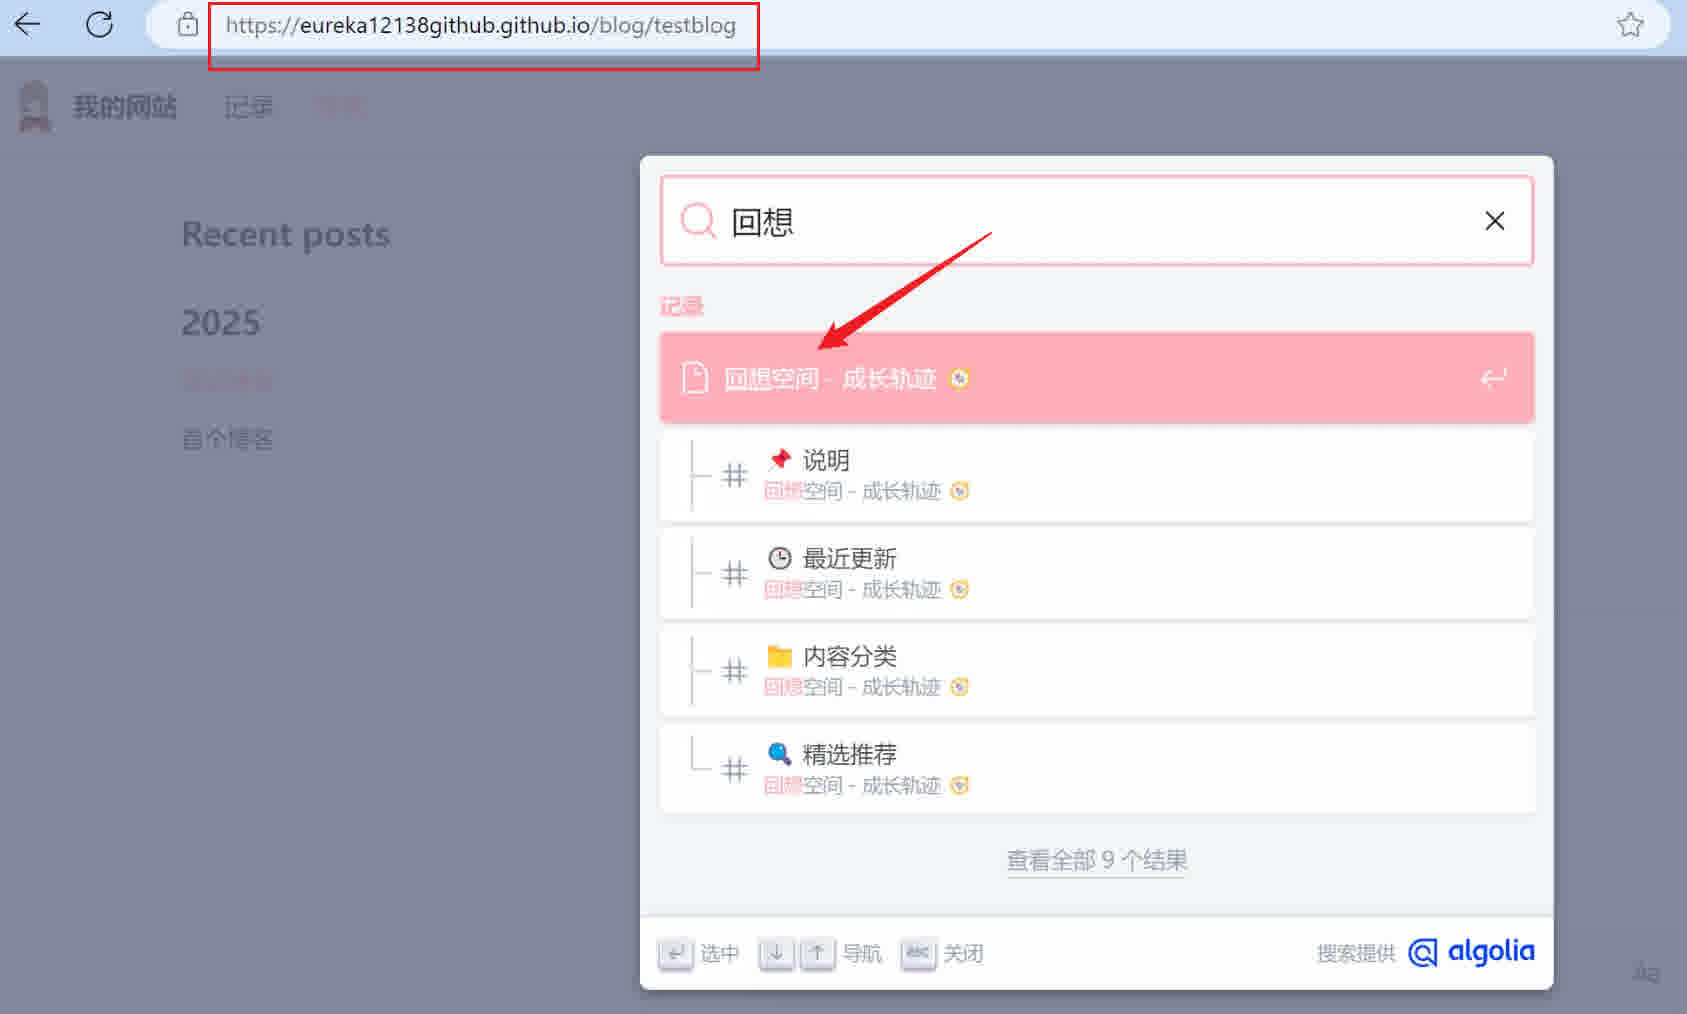 https://eureka12138github.github.io/blog/testblog
我的网站
记录
Recent posts
2025
首个博客
回想
记录
回想空间 - 成长轨迹
说明
回想空间 - 成长轨迹
最近更新
回想空间 - 成长轨迹
内容分类
回想空间 - 成长轨迹
精选推荐
回想空间 - 成长轨迹
查看全部 9 个结果
选中
导航
esc
关闭
搜索提供
algolia
Aa